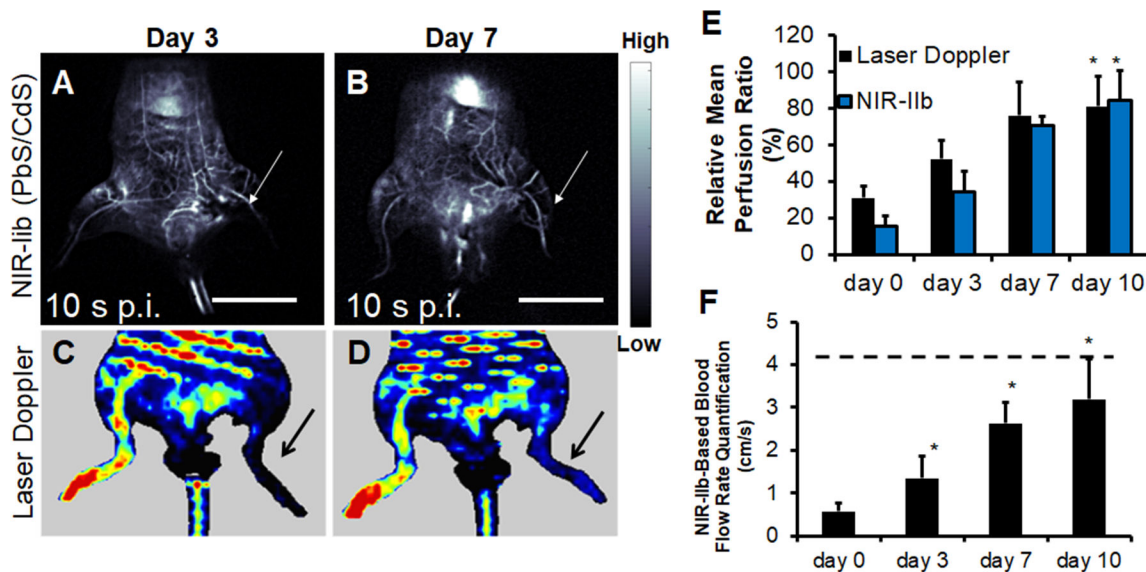 Day 3
Day 7
NIR-IIb (PbS/CdS)
A
B
High
Low
10 s p.i.
10 s p.i.
Laser Doppler
C
D
E
Relative Mean
Perfusion Ratio
(%)
120
100
80
60
40
20
0
Laser Doppler
NIR-IIb
* *
day 0 day 3 day 7 day 10
F
NIR-IIb-Based Blood
Flow Rate Quantification
(cm/s)
5
4
3
2
1
0
*
*
*
day 0 day 3 day 7 day 10